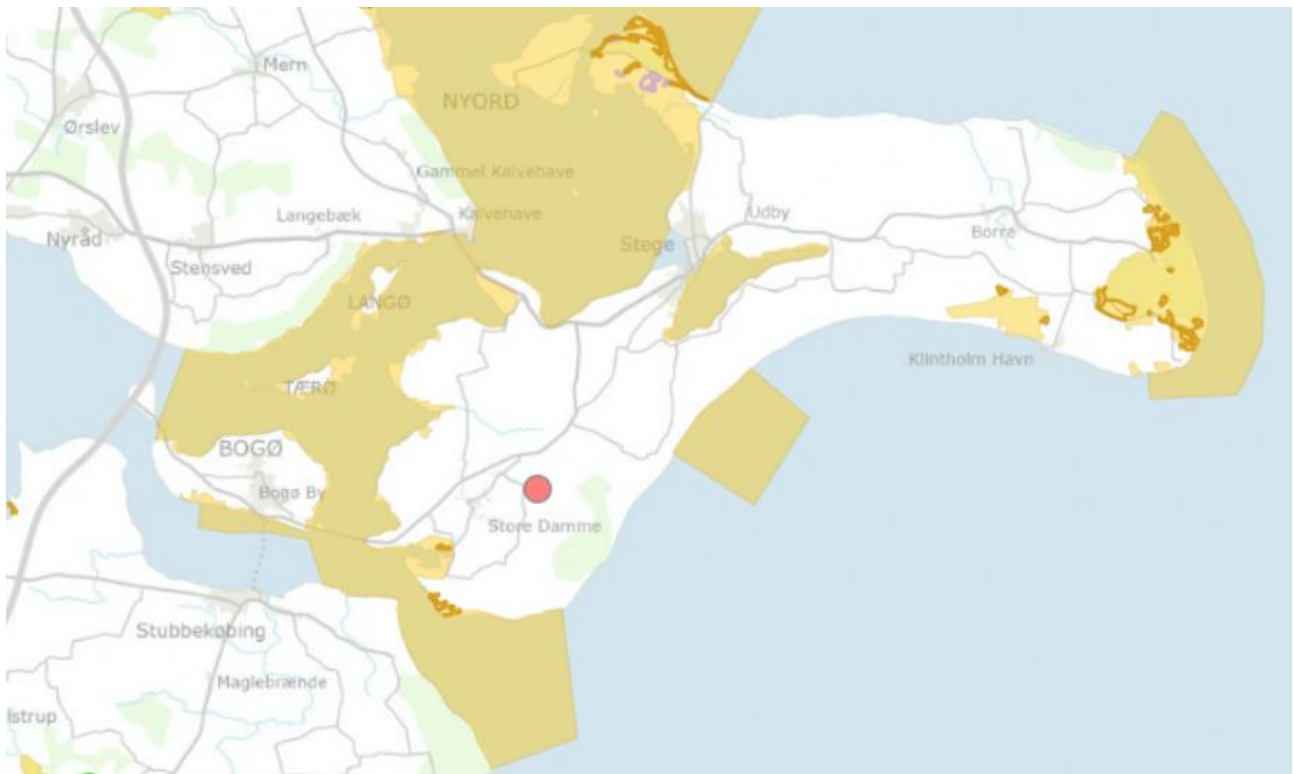 Mern
NYORD
Ørslev
Gammel Kalvehave
Langebæk
Kalvehave
Udby
Nyråd
Stege
Borre
Stensved
LANGØ
Klintholm Havn
TÆRØ
BOGØ
Bogø By
Store Damme
Stubbekøbing
Maglebrænde
lstrup